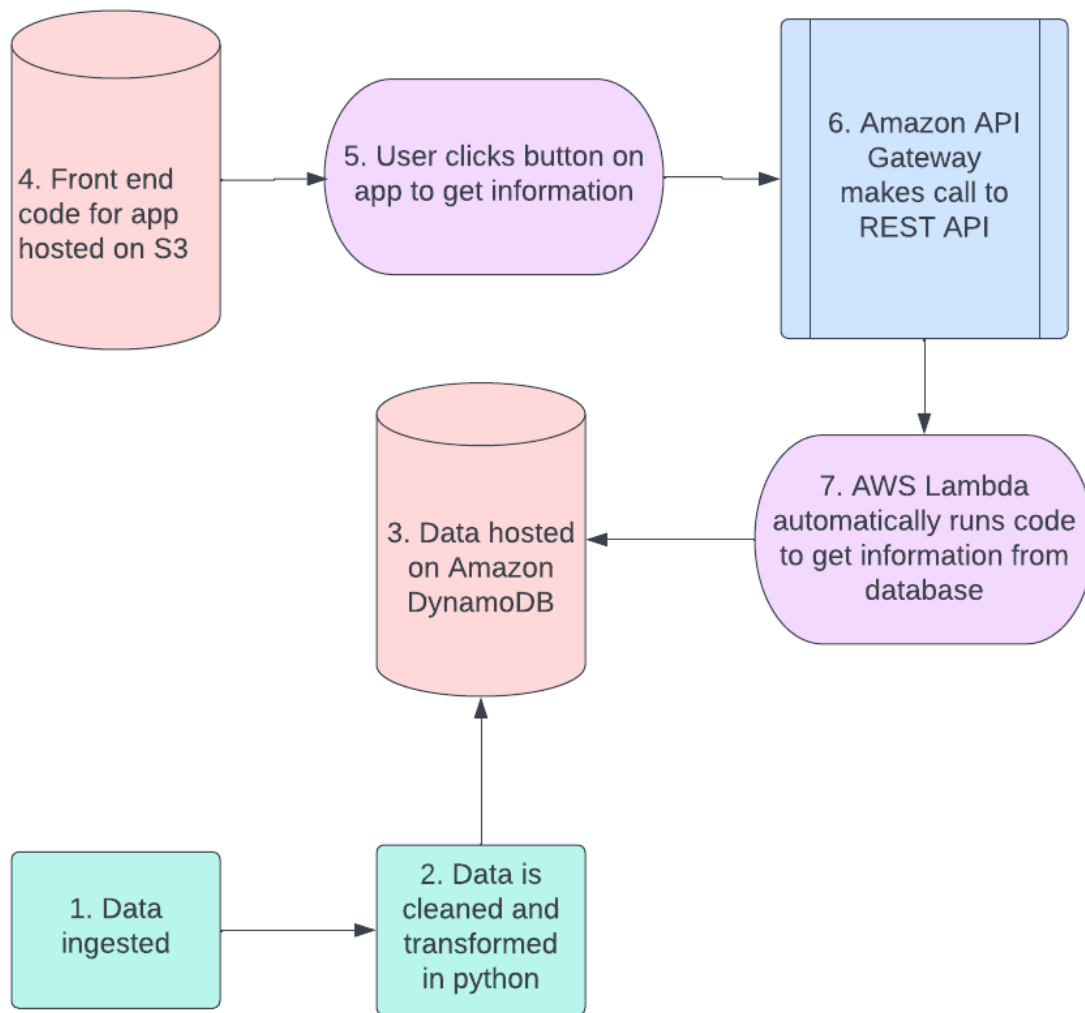 4. Front end
code for app
hosted on S3
5. User clicks button on
app to get information
6. Amazon API
Gateway
makes call to
REST API
7. AWS Lambda
automatically runs code
to get information from
database
3. Data hosted
on Amazon
DynamoDB
1. Data
ingested
2. Data is
cleaned and
transformed
in python